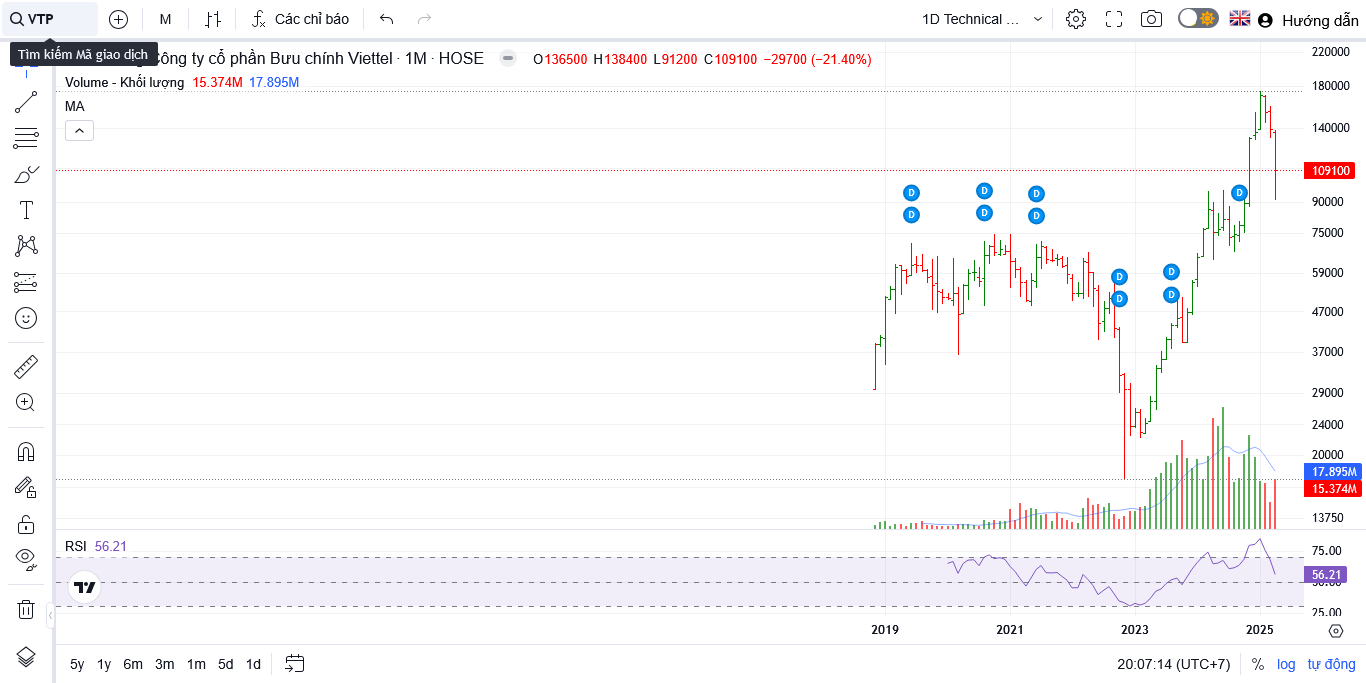 VTP
M
Các chỉ báo
1D Technical ...
Hướng dẫn
Tìm kiếm Mã giao dịch
Công ty cổ phần Bưu chính Viettel · 1M · HOSE
O136500 H138400 L91200 C109100 −29700 (−21.40%)
Volume - Khối lượng 15.374M 17.895M
MA
220000
180000
140000
109100
90000
75000
59000
47000
37000
29000
24000
20000
17.895M
15.374M
13750
D D D D D D D D D D D
RSI 56.21
75.00
56.21
25.00
2019 2021 2023 2025
5y 1y 6m 3m 1m 5d 1d
20:07:14 (UTC+7) % log tự động